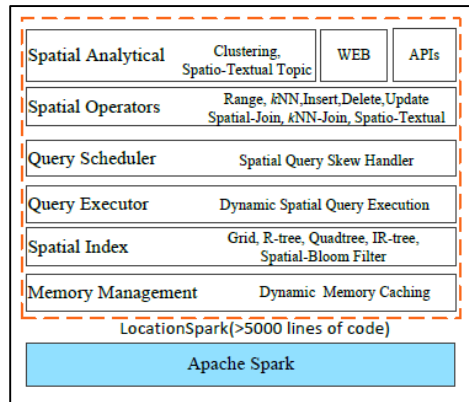 Spatial Analytical Clustering, Spatio-Textual Topic WEB APIs
Spatial Operators Range, kNN,Insert,Delete,Update
Spatial-Join, kNN-Join, Spatio-Textual
Query Scheduler Spatial Query Skew Handler
Query Executor Dynamic Spatial Query Execution
Spatial Index Grid, R-tree, Quadtree, IR-tree,
Spatial-Bloom Filter
Memory Management Dynamic Memory Caching
LocationSpark(>5000 lines of code)
Apache Spark